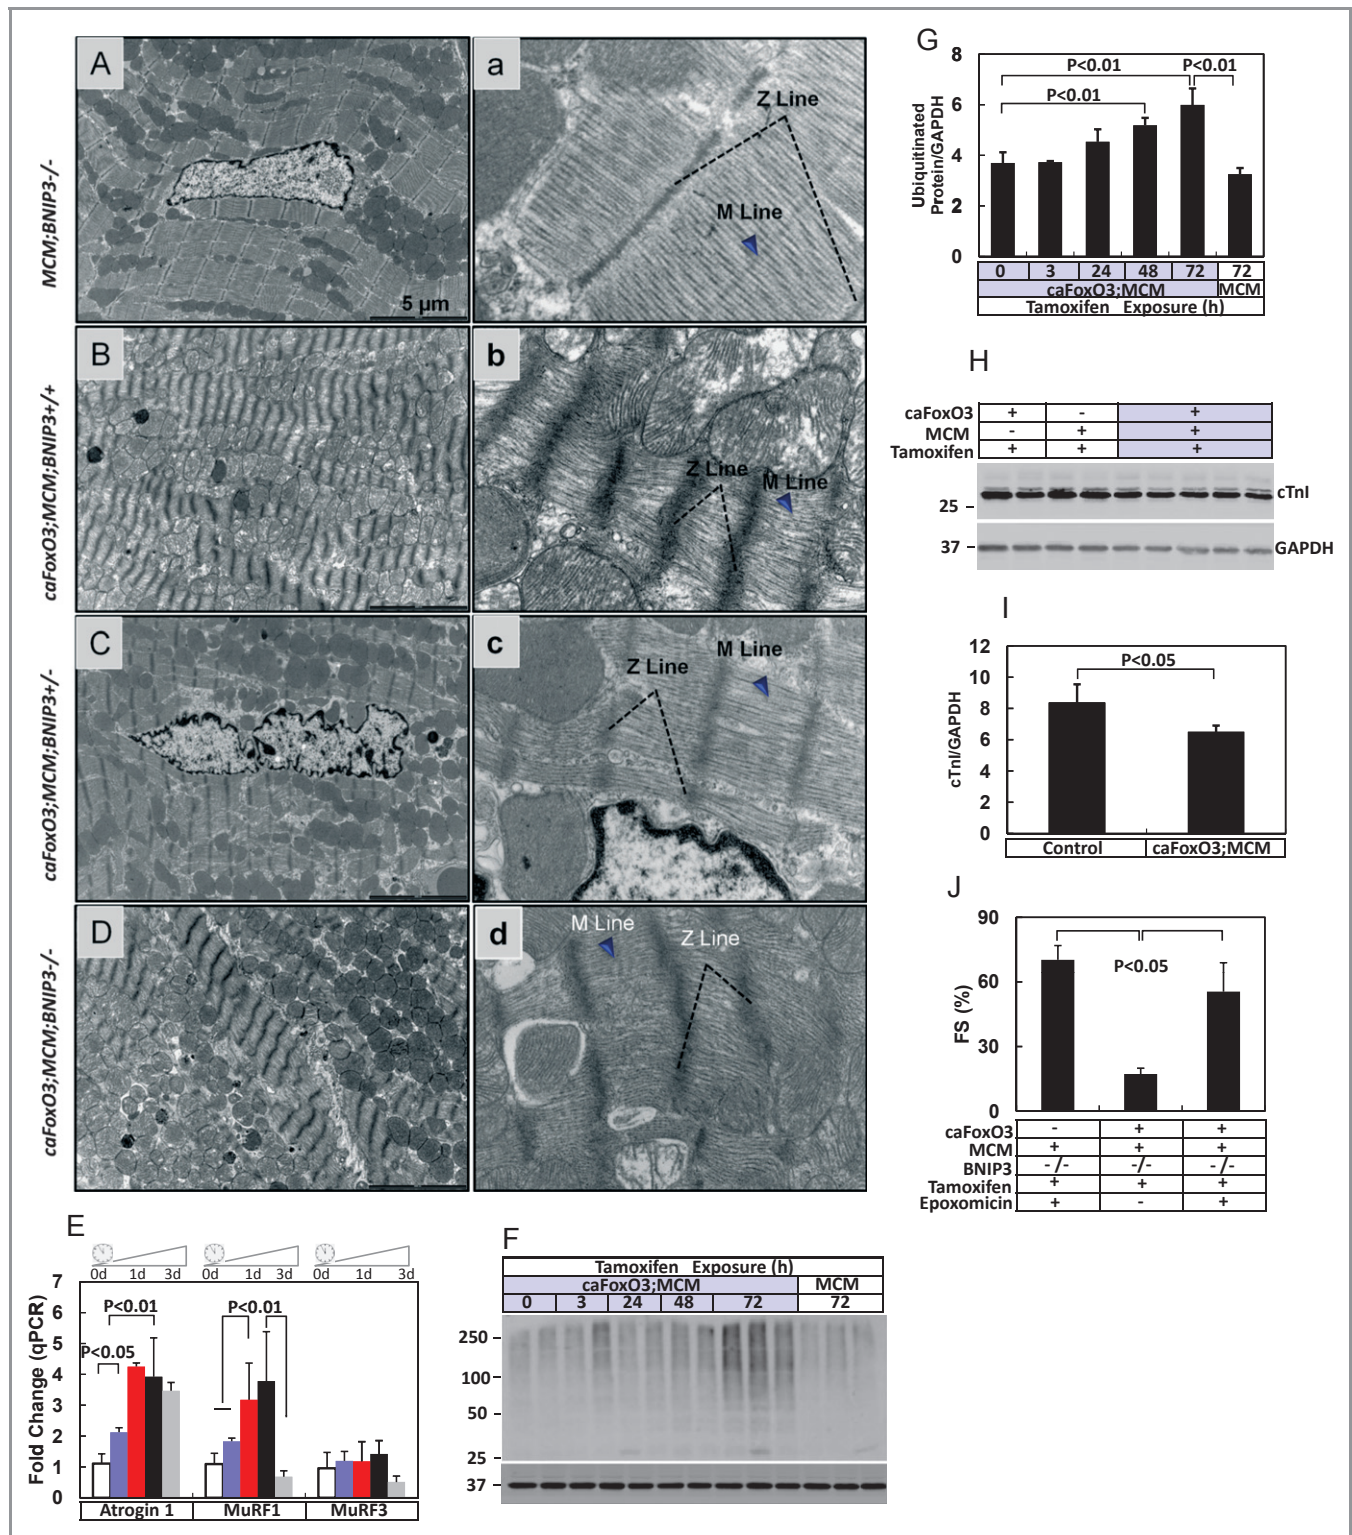 A
a
Z Line
M Line
5 µm
MCM;BNIP3-/-
B
b
Z Line
M Line
caFoxO3;MCM;BNIP3+/+
C
c
Z Line
M Line
caFoxO3;MCM;BNIP3+/-
D
d
M Line
Z Line
caFoxO3;MCM;BNIP3-/-
E
0d 1d 3d 0d 1d 3d 0d 3d
Fold Change (qPCR)
7
6
5
4
3
2
1
0
P<0.01
P<0.05
P<0.01
Atrogin 1 MuRF1 MuRF3
F
Tamoxifen Exposure (h)
caFoxO3;MCM MCM
0 3 24 48 72 72
250
100
50
25
37
G
Ubiquitinated
Protein/GAPDH
8
6
4
2
0
P<0.01 P<0.01
P<0.01
0 3 24 48 72 72
caFoxO3;MCM MCM
Tamoxifen Exposure (h)
H
caFoxO3 + - +
MCM - + +
Tamoxifen + + +
25 cTnI
37 GAPDH
I
cTnI/GAPDH
12
10
8
6
4
2
0
P<0.05
Control caFoxO3;MCM
J
FS (%)
90
60
30
0
P<0.05
caFoxO3 - + +
MCM + + +
BNIP3 -/- -/- -/-
Tamoxifen + + +
Epoxomicin + - +